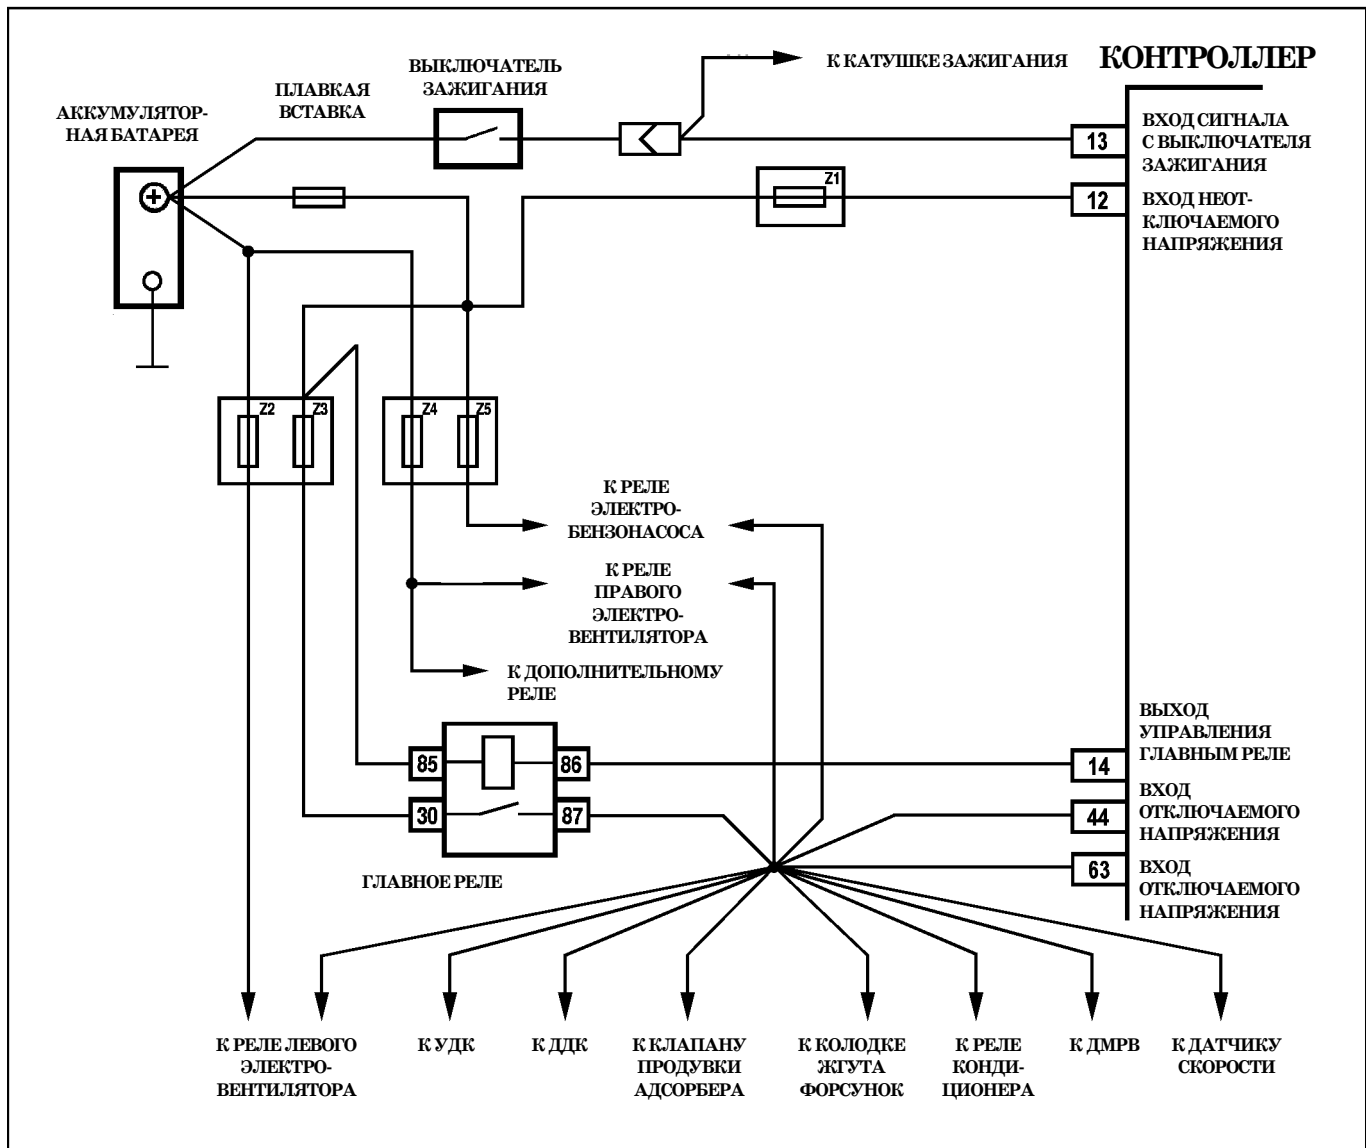 К КАТУШКЕ ЗАЖИГАНИЯ
КОНТРОЛЛЕР
ВЫКЛЮЧАТЕЛЬ
ЗАЖИГАНИЯ
ПЛАВКАЯ
ВСТАВКА
АККУМУЛЯТОР-
НАЯ БАТАРЕЯ
13
ВХОД СИГНАЛА
С ВЫКЛЮЧАТЕЛЯ
ЗАЖИГАНИЯ
Z1
12
ВХОД НЕОТ-
КЛЮЧАЕМОГО
НАПРЯЖЕНИЯ
+
Z2
Z3
Z4
Z5
К РЕЛЕ
ЭЛЕКТРО-
БЕНЗОНАСОСА
К РЕЛЕ
ПРАВОГО
ЭЛЕКТРО-
ВЕНТИЛЯТОРА
К ДОПОЛНИТЕЛЬНОМУ
РЕЛЕ
85
86
30
87
ГЛАВНОЕ РЕЛЕ
14
ВЫХОД
УПРАВЛЕНИЯ
ГЛАВНЫМ РЕЛЕ
44
ВХОД
ОТКЛЮЧАЕМОГО
НАПРЯЖЕНИЯ
63
ВХОД
ОТКЛЮЧАЕМОГО
НАПРЯЖЕНИЯ
К РЕЛЕ ЛЕВОГО
ЭЛЕКТРО-
ВЕНТИЛЯТОРА
К УДК
К ДДК
К КЛАПАНУ
ПРОДУВКИ
АДСОРБЕРА
К КОЛОДКЕ
ЖГУТА
ФОРСУНОК
К РЕЛЕ
КОНДИ-
ЦИОНЕРА
К ДМРВ
К ДАТЧИКУ
СКОРОСТИ